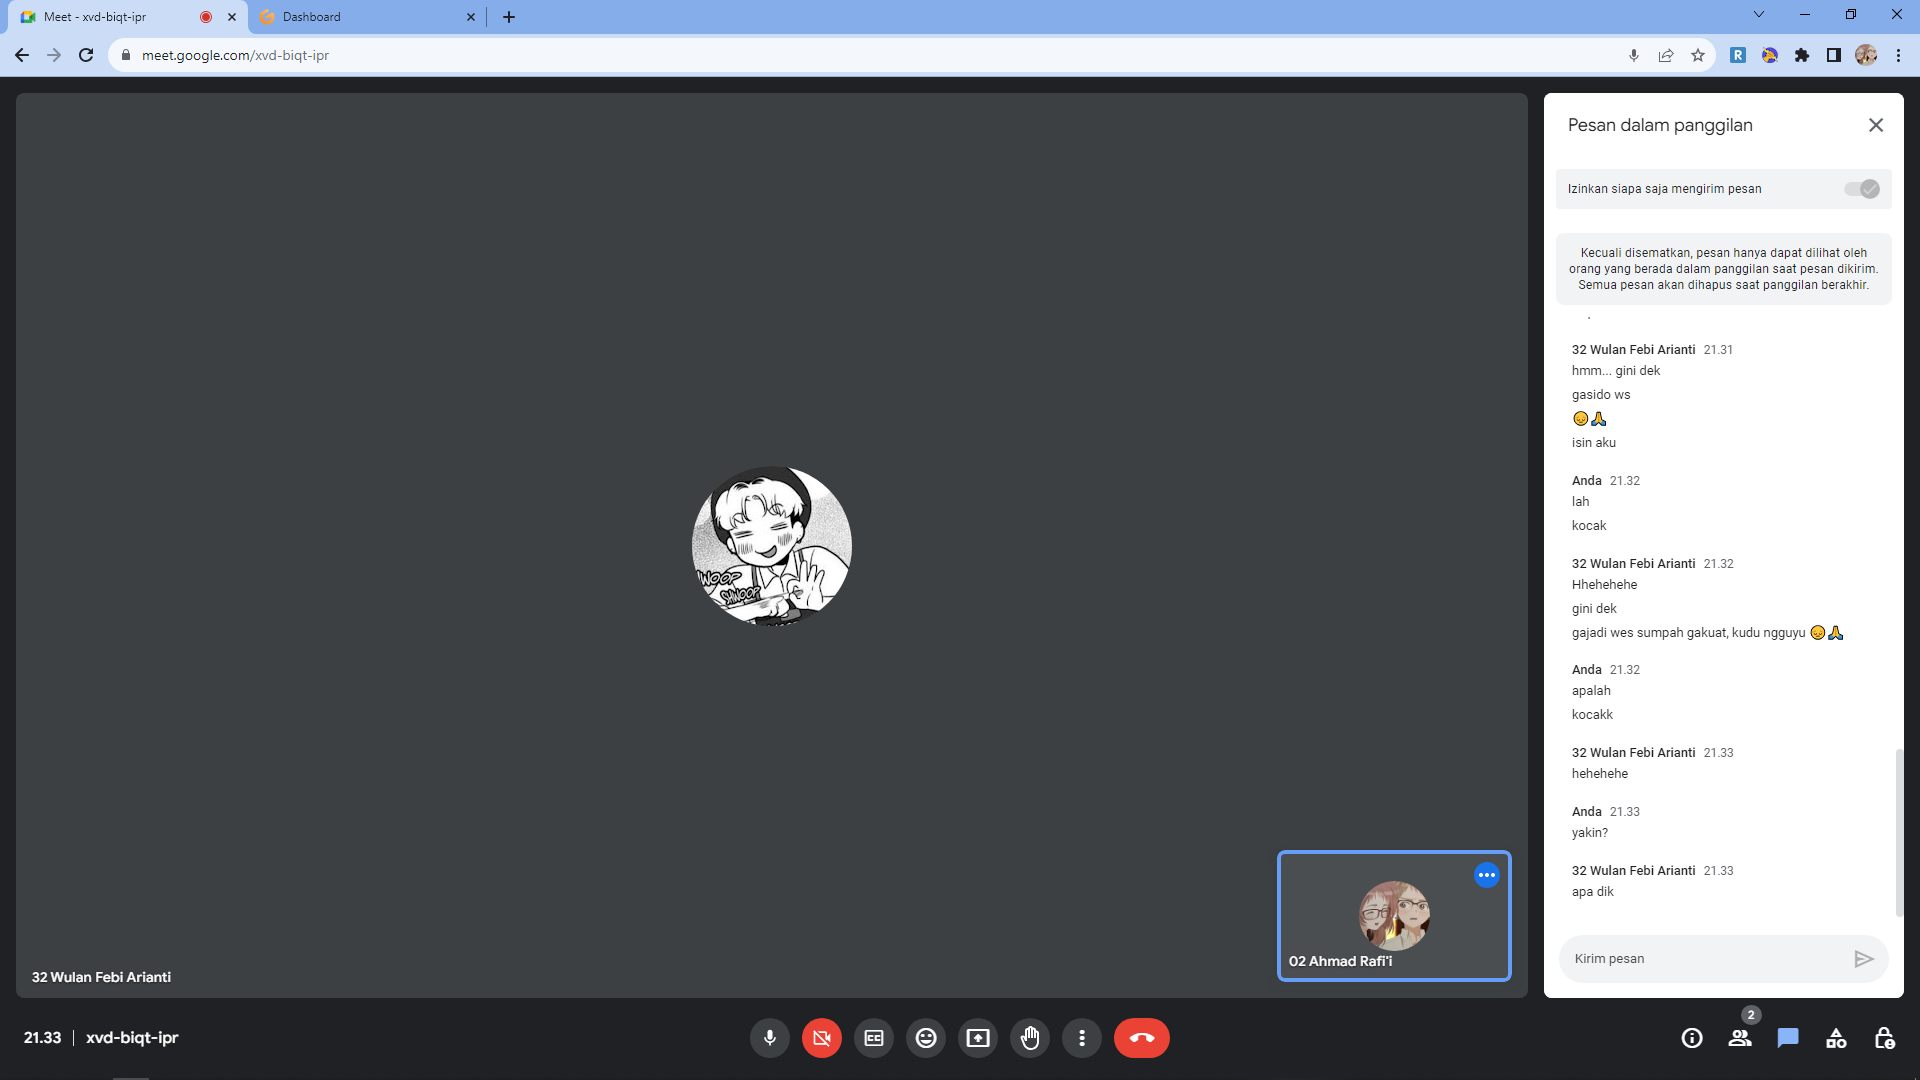 Meet - xvd-biqt-ipr
Dashboard
meet.google.com/xvd-biqt-ipr
R
Pesan dalam panggilan
Izinkan siapa saja mengirim pesan
Kecuali disematkan, pesan hanya dapat dilihat oleh
orang yang berada dalam panggilan saat pesan dikirim.
Semua pesan akan dihapus saat panggilan berakhir.
32 Wulan Febi Arianti 21.31
hmm... gini dek
gasido ws
😔🙏
isin aku
Anda 21.32
lah
kocak
32 Wulan Febi Arianti 21.32
Hhehehehe
gini dek
gajadi wes sumpah gakuat, kudu ngguyu 😔🙏
Anda 21.32
apalah
kocakk
32 Wulan Febi Arianti 21.33
hehehehe
Anda 21.33
yakin?
32 Wulan Febi Arianti 21.33
apa dik
Kirim pesan
WOOP
SHWOOP
02 Ahmad Rafi'i
32 Wulan Febi Arianti
21.33 | xvd-biqt-ipr
CC
2